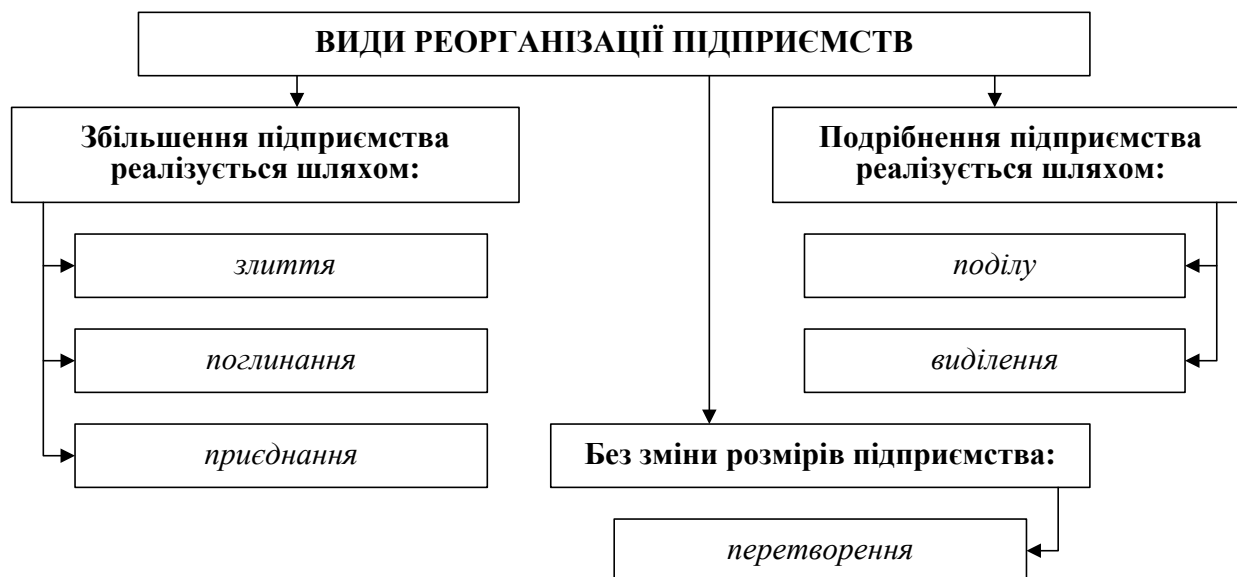 ВИДИ РЕОРГАНІЗАЦІЇ ПІДПРИЄМСТВ
Збільшення підприємства
реалізується шляхом:
злиття
поглинання
приєднання
Подрібнення підприємства
реалізується шляхом:
поділу
виділення
Без зміни розмірів підприємства:
перетворення